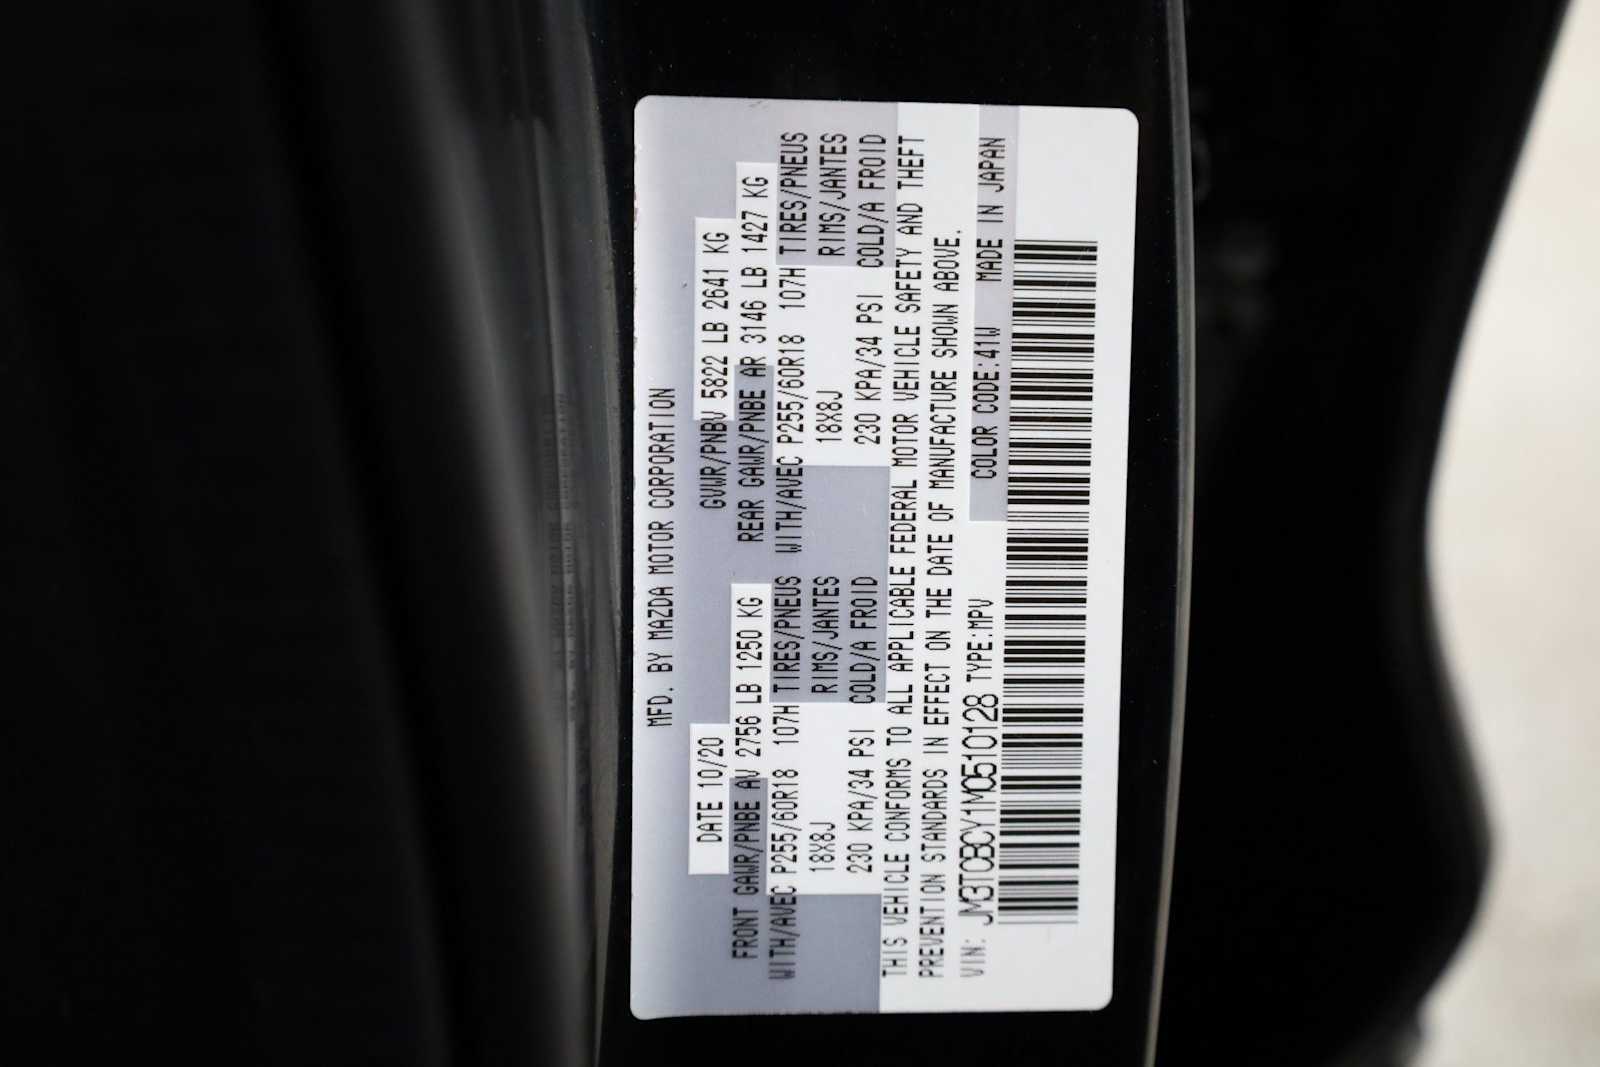 MFD. BY MAZDA MOTOR CORPORATION
DATE 10/20 GVWR/PNBV 5822 LB 2641 KG
FRONT GAWR/PNBE AV 2756 LB 1250 KG REAR GAWR/PNBE AR 3146 LB 1427 KG
WITH/AVEC P255/60R18 107H TIRES/PNEUS WITH/AVEC P255/60R18 107H TIRES/PNEUS
18X8J RIMS/JANTES 18X8J RIMS/JANTES
230 KPA/34 PSI COLD/A FROID 230 KPA/34 PSI COLD/A FROID
THIS VEHICLE CONFORMS TO ALL APPLICABLE FEDERAL MOTOR VEHICLE SAFETY AND THEFT
PREVENTION STANDARDS IN EFFECT ON THE DATE OF MANUFACTURE SHOWN ABOVE.
VIN: JM3TCBCY1M0510128 TYPE:MPV COLOR CODE:41W MADE IN JAPAN